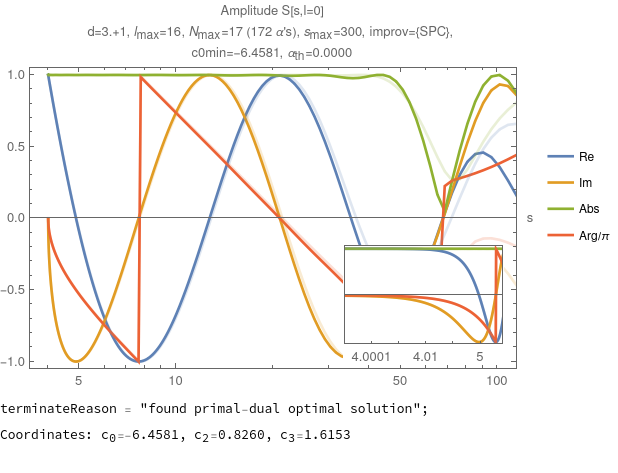 Amplitude S[s,l=0]
d=3.+1, lmax=16, Nmax=17 (172 α's), smax=300, improv={SPC},
c0min=−6.4581, αth=0.0000
1.0
0.5
0.0
−0.5
−1.0
s
Re
Im
Abs
Arg/π
4.0001 4.01 5
5 10 50 100
terminateReason = "found primal-dual optimal solution";
Coordinates: c0=-6.4581, c2=0.8260, c3=1.6153